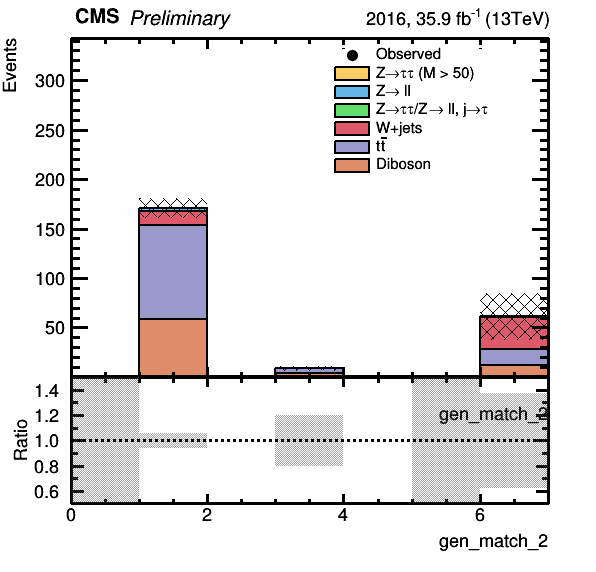 CMS Preliminary
2016, 35.9 fb⁻¹ (13TeV)
Events
300
250
200
150
100
50
Observed
Z→ττ (M > 50)
Z→ ll
Z→ττ/Z→ ll, j→τ
W+jets
tt̄
Diboson
Ratio
1.4
1.2
1.0
0.8
0.6
gen_match_2
0 2 4 6
gen_match_2